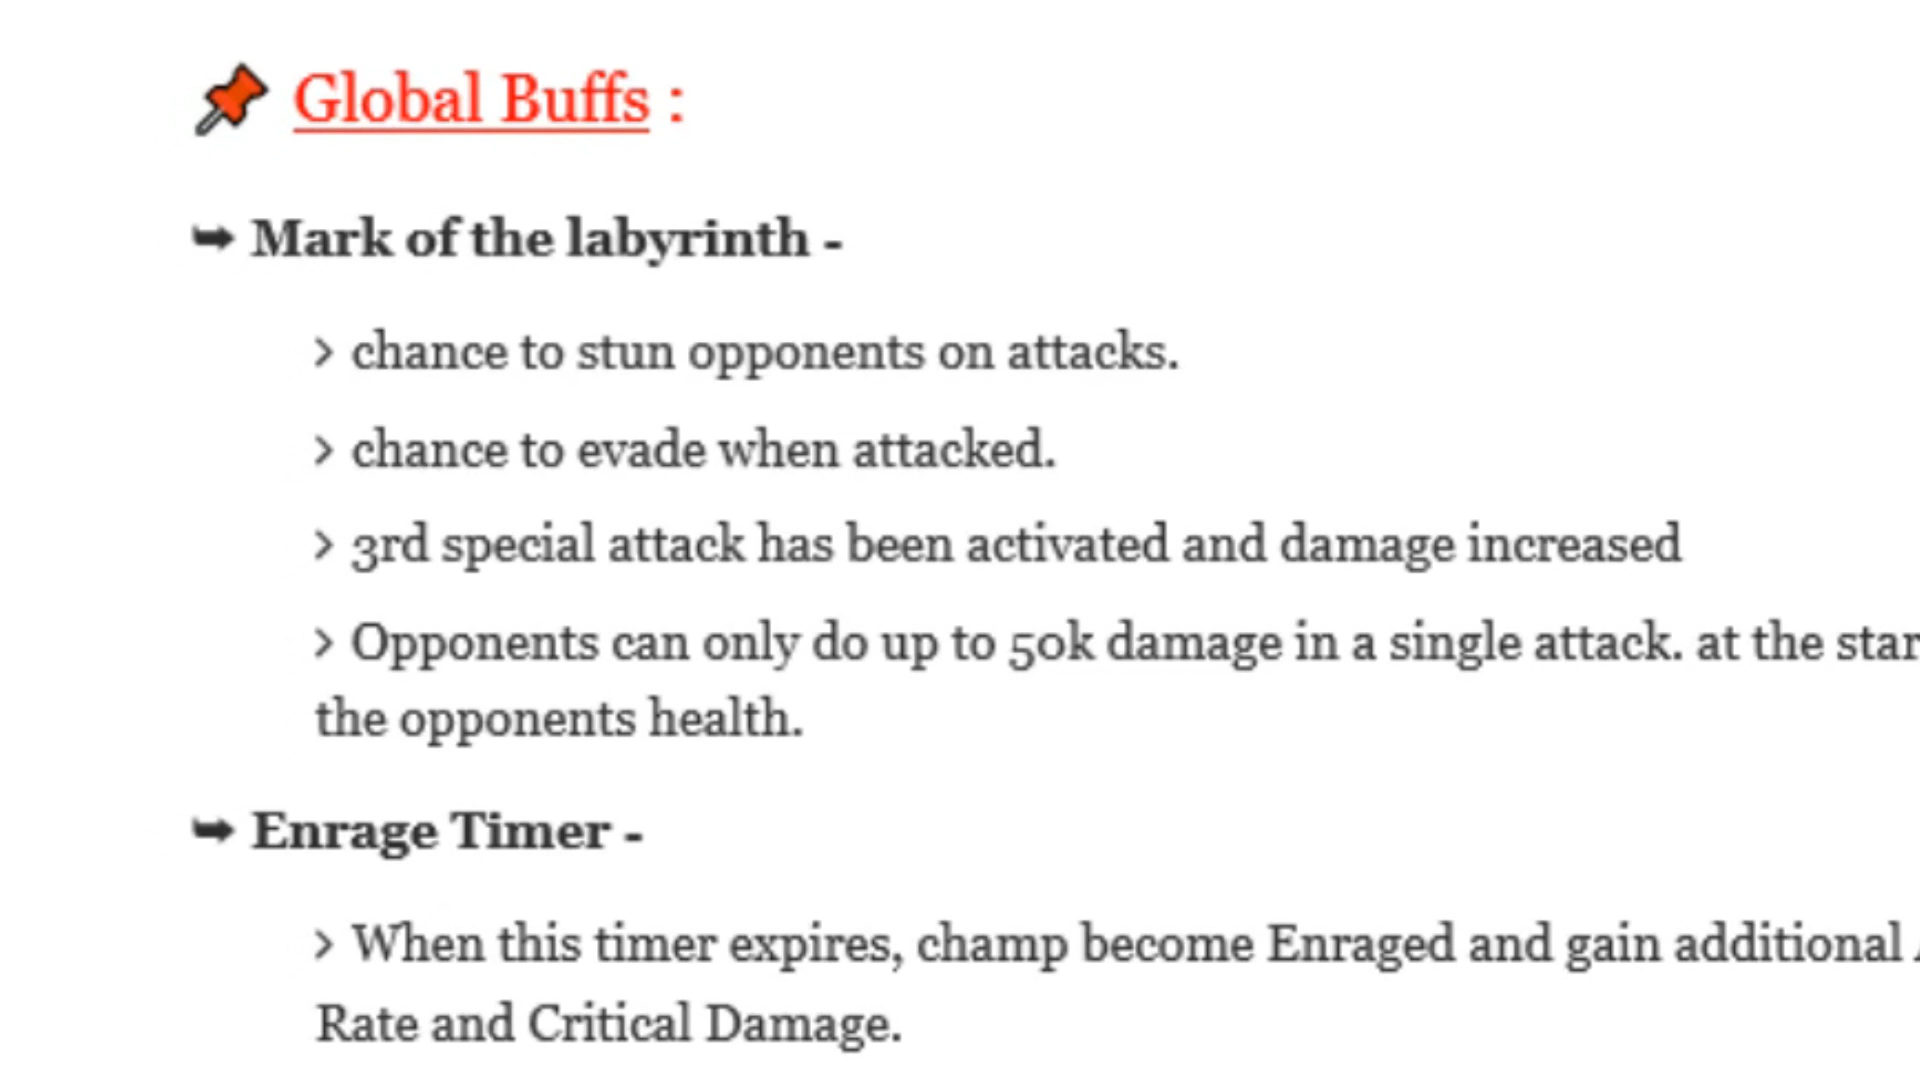 Global Buffs :
➥ Mark of the labyrinth -
> chance to stun opponents on attacks.
> chance to evade when attacked.
> 3rd special attack has been activated and damage increased
> Opponents can only do up to 50k damage in a single attack. at the
the opponents health.
➥ Enrage Timer -
> When this timer expires, champ become Enraged and gain additional
Rate and Critical Damage.